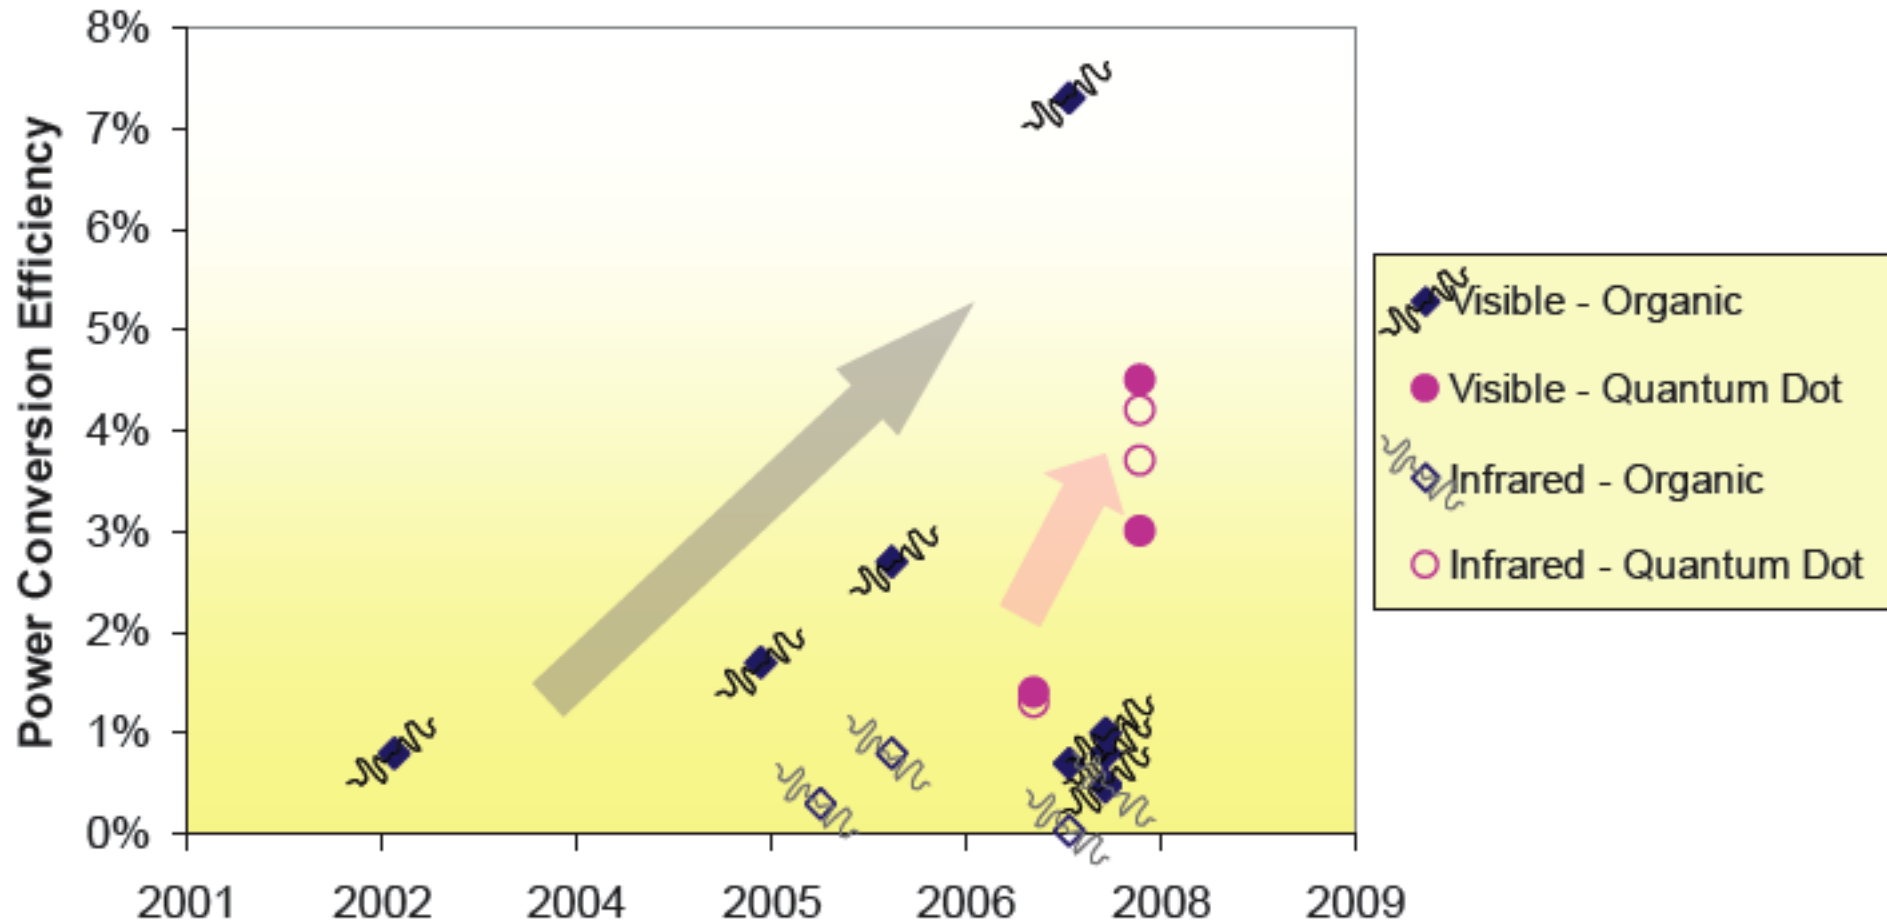 8%
7%
6%
5%
4%
3%
2%
1%
0%
Power Conversion Efficiency
2001 2002 2004 2005 2006 2008 2009
Visible - Organic
Visible - Quantum Dot
Infrared - Organic
Infrared - Quantum Dot